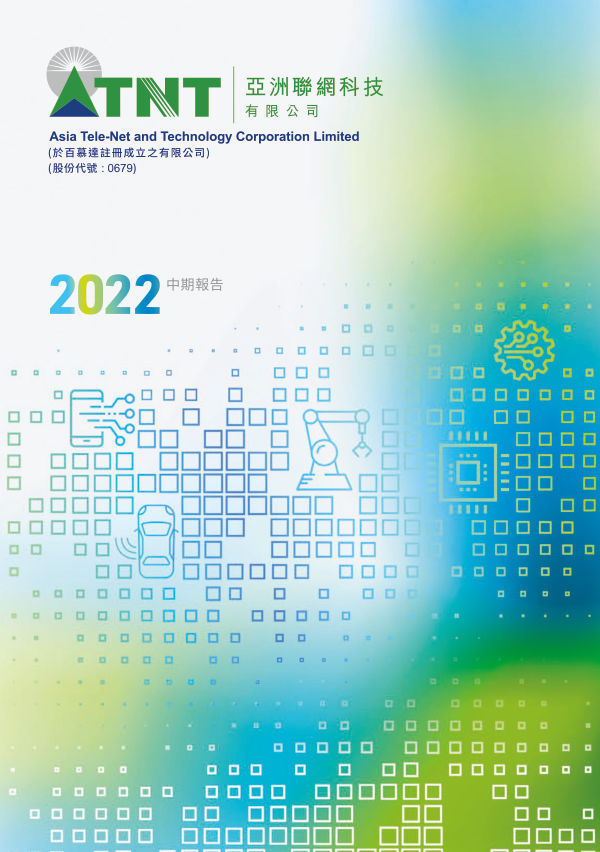 ATNT
亞洲聯網科技
有限公司
Asia Tele-Net and Technology Corporation Limited
(於百慕達註冊成立之有限公司)
(股份代號 : 0679)
2022 中期報告